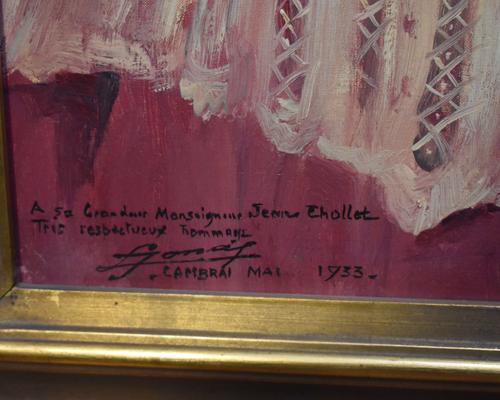 A sa Grandeur Monseigneur Jean Chollet
Très respectueux hommage
CAMBRAI MAI 1933.